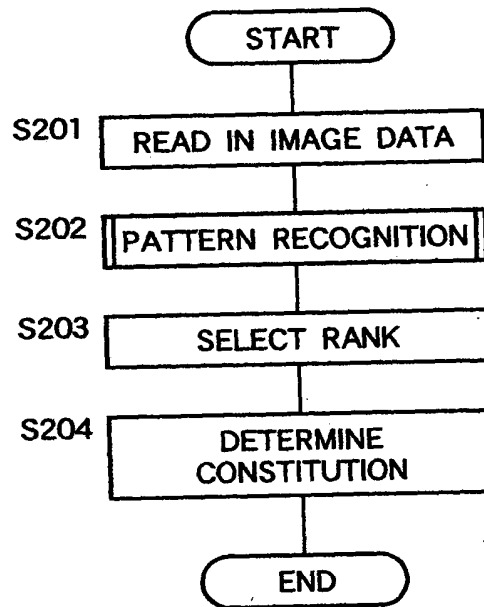 START
S201
READ IN IMAGE DATA
S202
PATTERN RECOGNITION
S203
SELECT RANK
S204
DETERMINE
CONSTITUTION
END